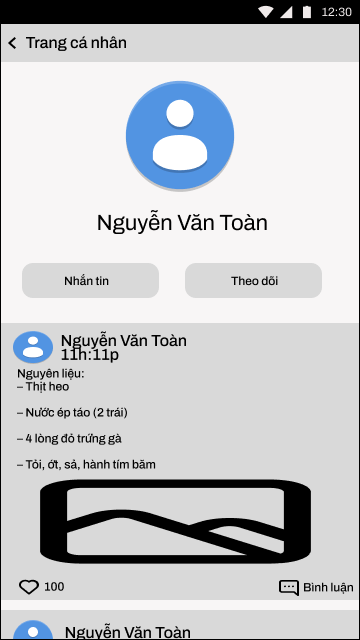 12:30
Trang cá nhân
Nguyễn Văn Toàn
Nhắn tin
Theo dõi
Nguyễn Văn Toàn
11h:11p
Nguyên liệu:
– Thịt heo
– Nước ép táo (2 trái)
– 4 lòng đỏ trứng gà
– Tỏi, ớt, sả, hành tím băm
100
Bình luận
Nguyễn Văn Toàn